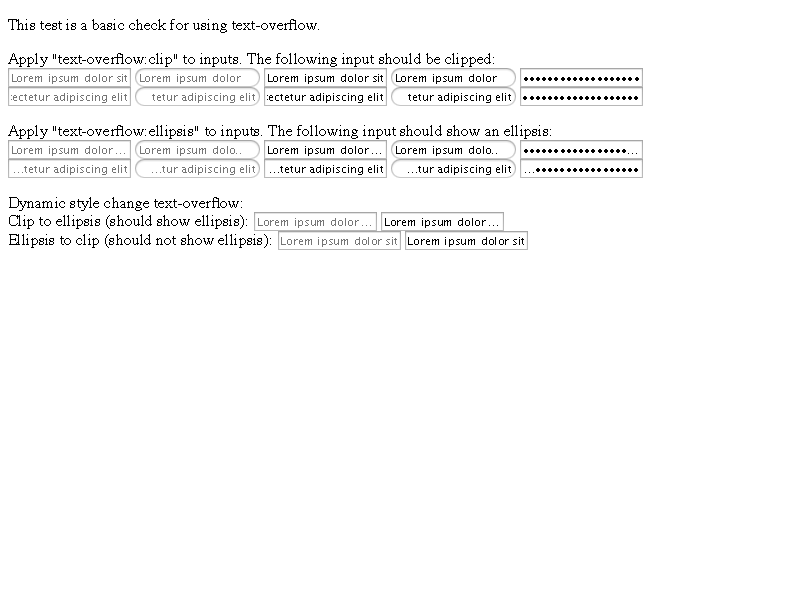 This test is a basic check for using text-overflow.
Apply "text-overflow:clip" to inputs. The following input should be clipped:
Lorem ipsum dolor sit Lorem ipsum dolor Lorem ipsum dolor sit Lorem ipsum dolor •••••••••••••••••••
ectetur adipiscing elit tetur adipiscing elit ectetur adipiscing elit tetur adipiscing elit •••••••••••••••••••
Apply "text-overflow:ellipsis" to inputs. The following input should show an ellipsis:
Lorem ipsum dolor... Lorem ipsum dolo.. Lorem ipsum dolor... Lorem ipsum dolo.. •••••••••••••••••...
...tetur adipiscing elit ...tur adipiscing elit ...tetur adipiscing elit ...tur adipiscing elit ...•••••••••••••••••
Dynamic style change text-overflow:
Clip to ellipsis (should show ellipsis): Lorem ipsum dolor... Lorem ipsum dolor...
Ellipsis to clip (should not show ellipsis): Lorem ipsum dolor sit Lorem ipsum dolor sit